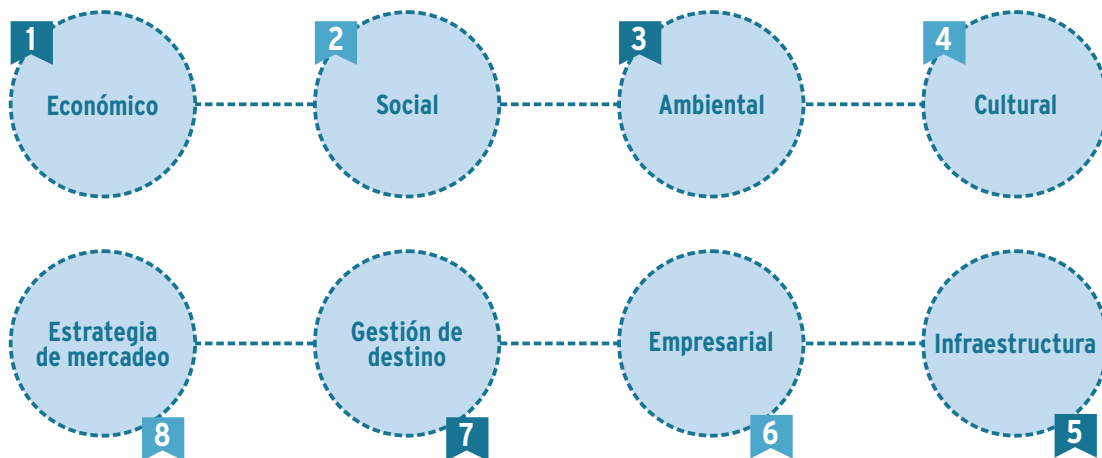 1
Económico
2
Social
3
Ambiental
4
Cultural
Estrategia
de mercadeo
8
Gestión de
destino
7
Empresarial
6
Infraestructura
5